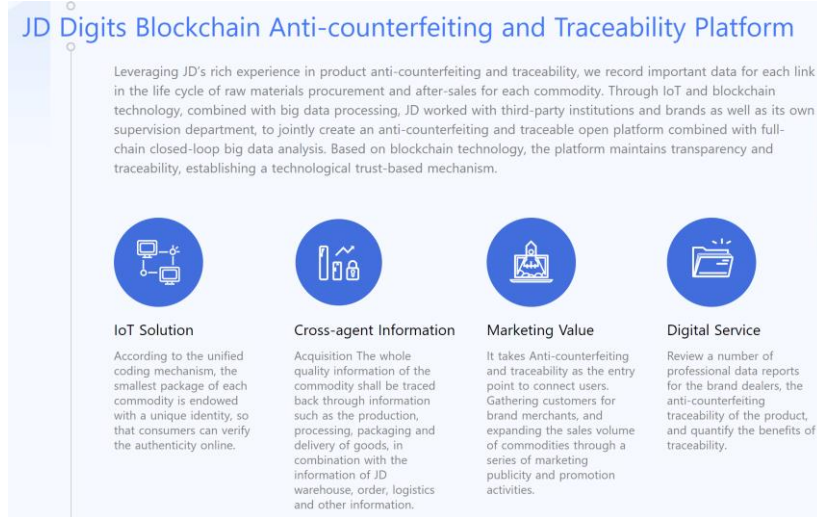 JD Digits Blockchain Anti-counterfeiting and Traceability Platform
Leveraging JD's rich experience in product anti-counterfeiting and traceability, we record important data for each link
in the life cycle of raw materials procurement and after-sales for each commodity. Through IoT and blockchain
technology, combined with big data processing, JD worked with third-party institutions and brands as well as its own
supervision department, to jointly create an anti-counterfeiting and traceable open platform combined with full-
chain closed-loop big data analysis. Based on blockchain technology, the platform maintains transparency and
traceability, establishing a technological trust-based mechanism.
IoT Solution
According to the unified
coding mechanism, the
smallest package of each
commodity is endowed
with a unique identity, so
that consumers can verify
the authenticity online.
Cross-agent Information
Acquisition The whole
quality information of the
commodity shall be traced
back through information
such as the production,
processing, packaging and
delivery of goods, in
combination with the
information of JD
warehouse, order, logistics
and other information.
Marketing Value
It takes Anti-counterfeiting
and traceability as the entry
point to connect users.
Gathering customers for
brand merchants, and
expanding the sales volume
of commodities through a
series of marketing
publicity and promotion
activities.
Digital Service
Review a number of
professional data reports
for the brand dealers, the
anti-counterfeiting
traceability of the product,
and quantify the benefits of
traceability.